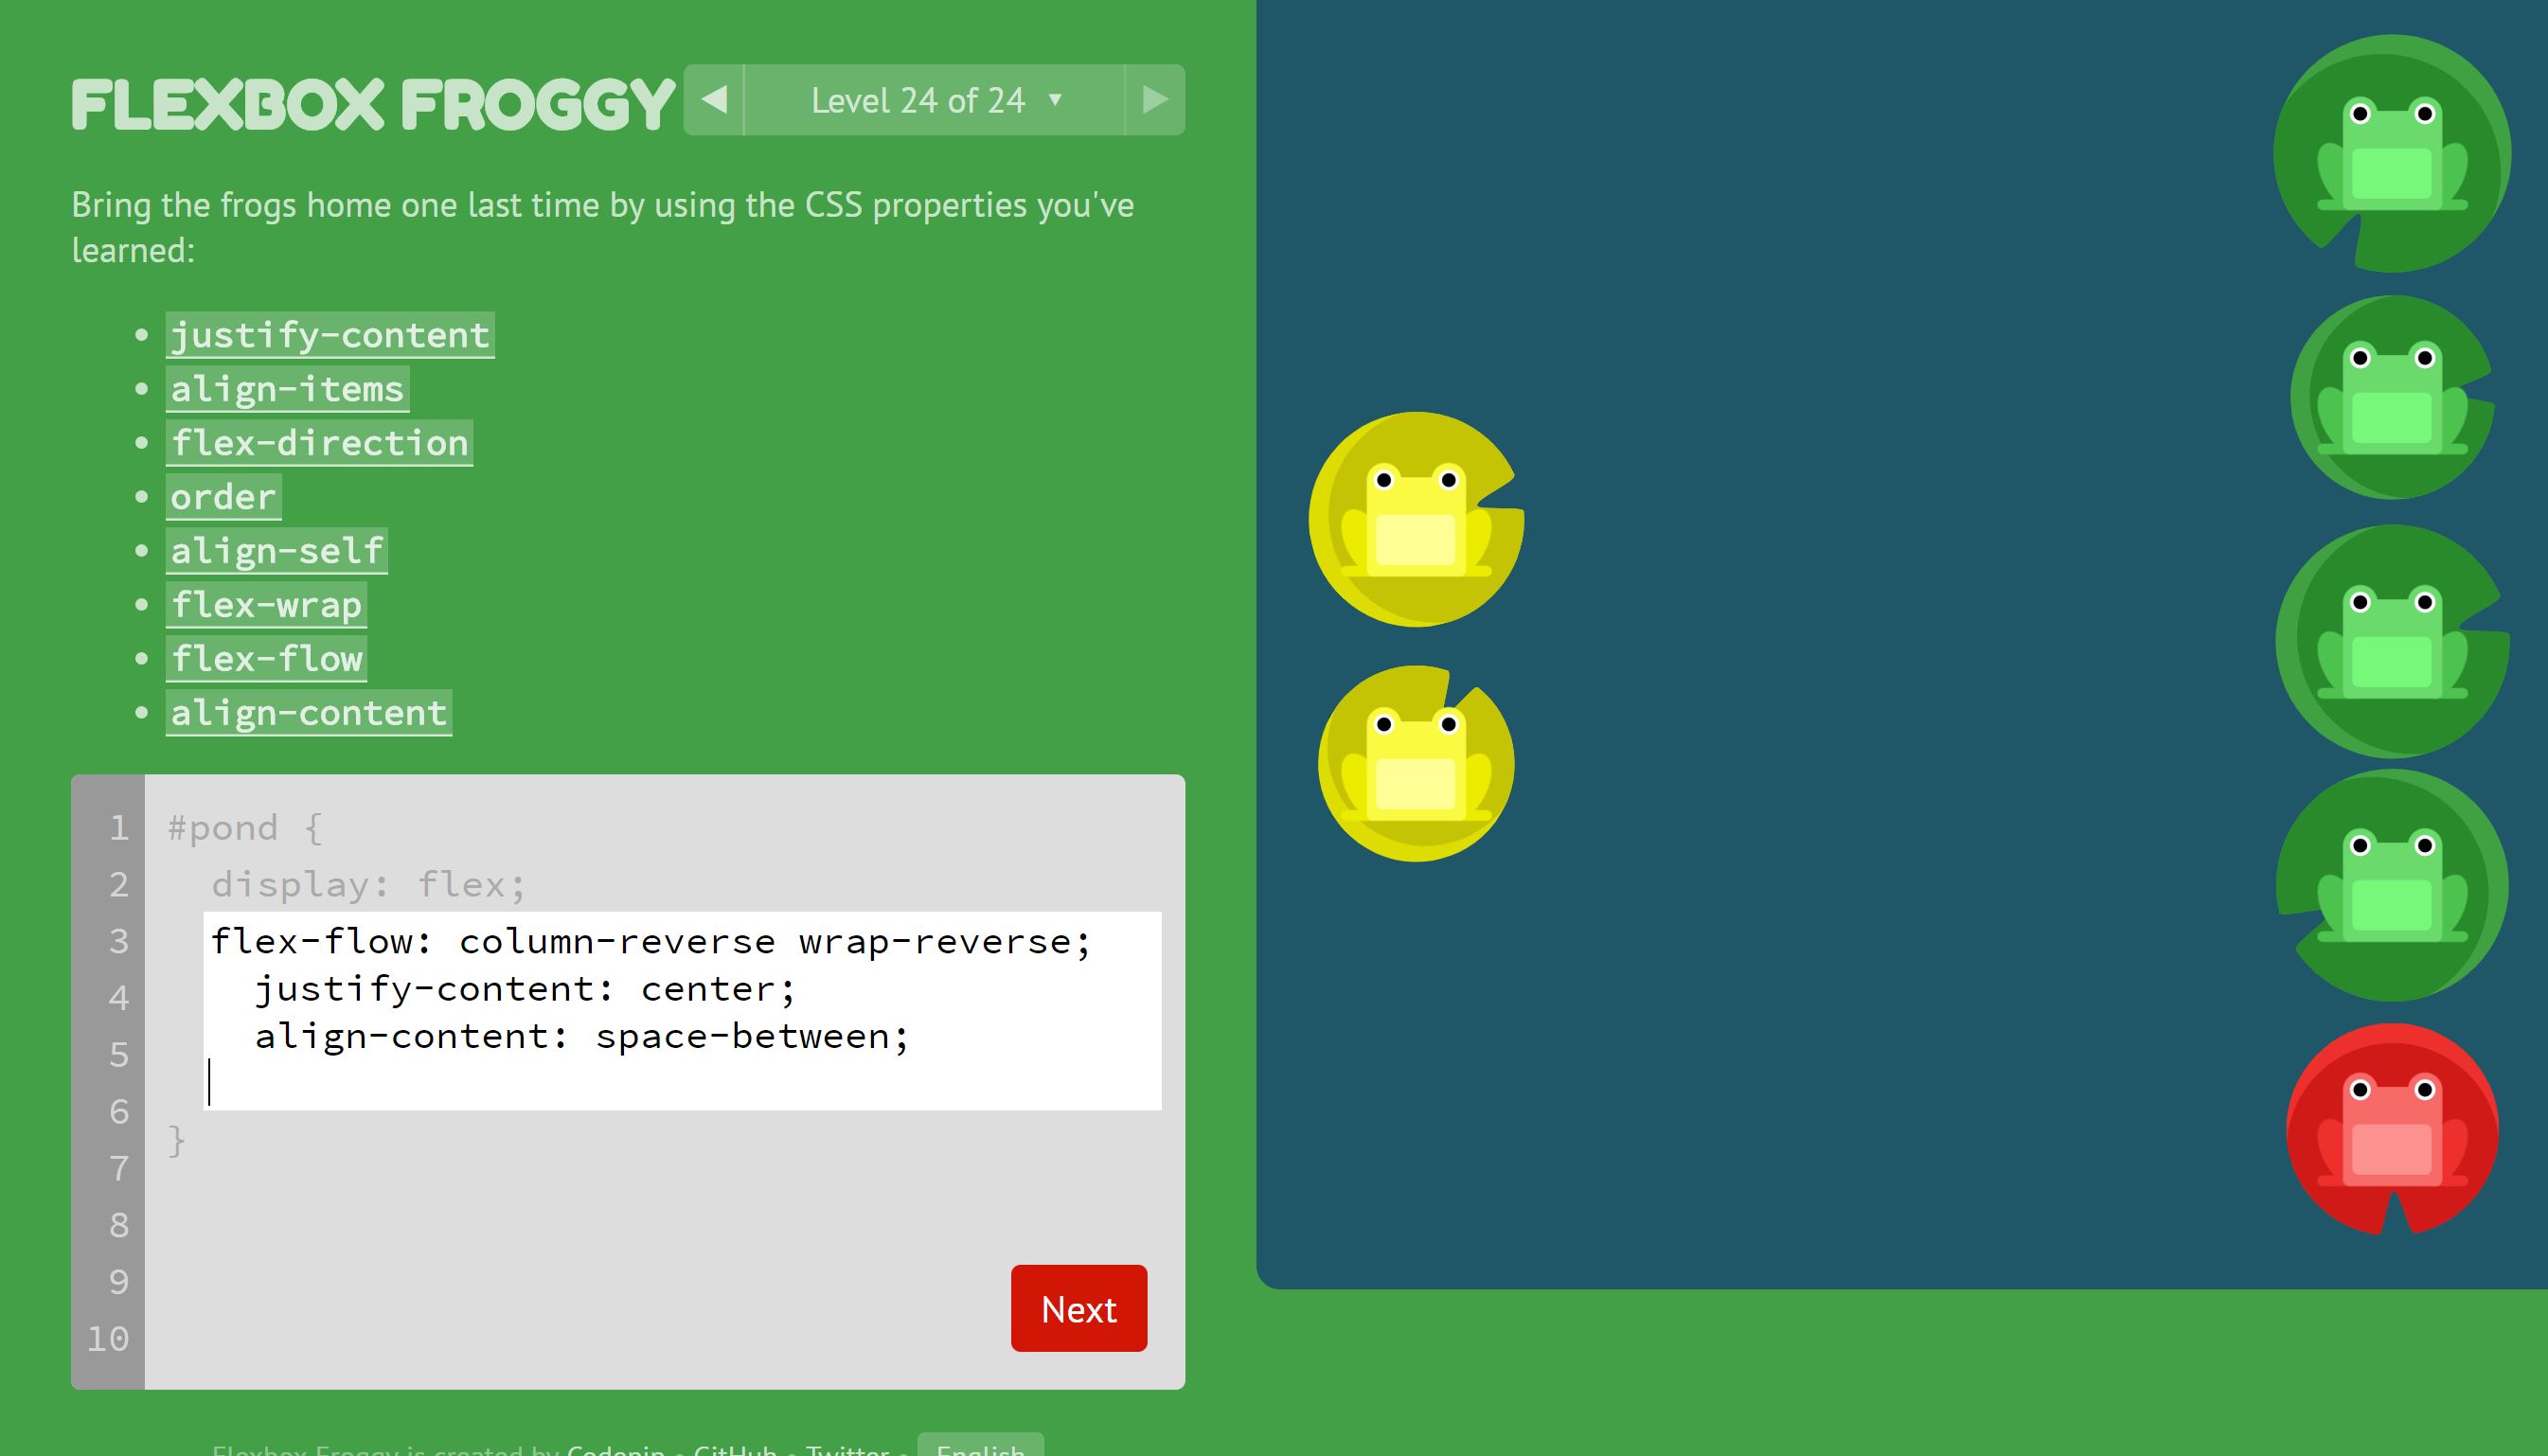 FLEXBOX FROGGY
Level 24 of 24 ▼
Bring the frogs home one last time by using the CSS properties you've
learned:
• justify-content
• align-items
• flex-direction
• order
• align-self
• flex-wrap
• flex-flow
• align-content
1 #pond {
2 display: flex;
3 flex-flow: column-reverse wrap-reverse;
4 justify-content: center;
5 align-content: space-between;
6
7 }
8
9
10
Next
Flexbox Froggy is created by Codepip • GitHub • Twitter • English